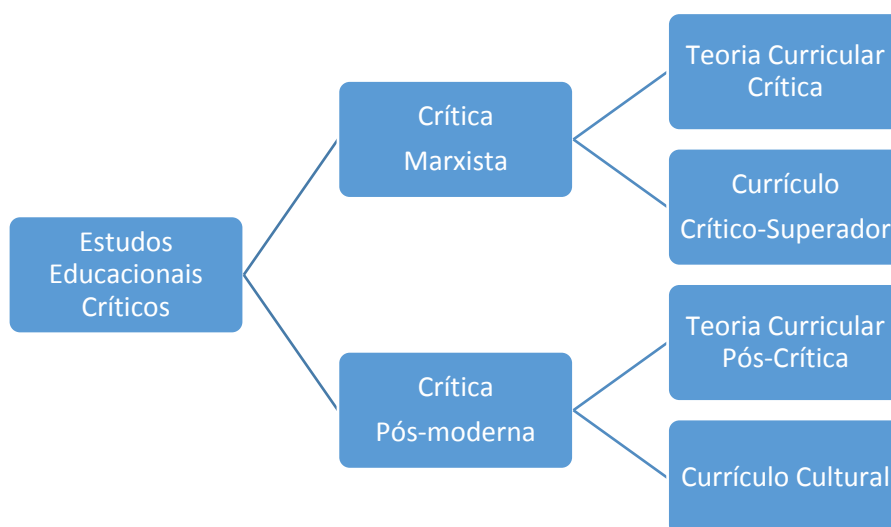 Estudos
Educacionais
Críticos
Crítica
Marxista
Teoria Curricular
Crítica
Currículo
Crítico-Superador
Crítica
Pós-moderna
Teoria Curricular
Pós-Crítica
Currículo Cultural